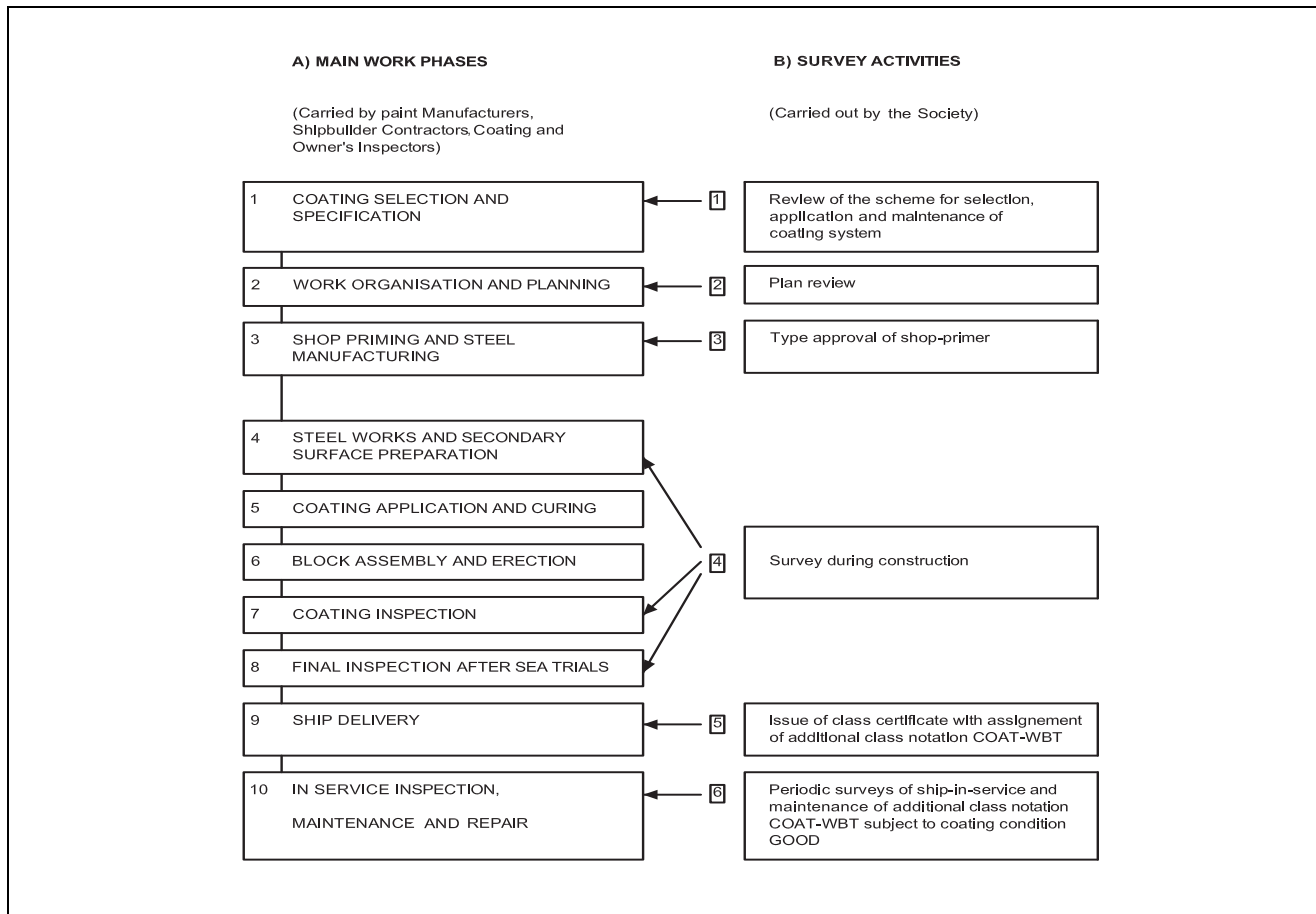 A) MAIN WORK PHASES
(Carried by paint Manufacturers,
Shipbuilder Contractors, Coating and
Owner's Inspectors)
B) SURVEY ACTIVITIES
(Carried out by the Society)
1 COATING SELECTION AND
SPECIFICATION
1
Review of the scheme for selection,
application and maintenance of
coating system
2 WORK ORGANISATION AND PLANNING
2
Plan review
3 SHOP PRIMING AND STEEL
MANUFACTURING
3
Type approval of shop-primer
4 STEEL WORKS AND SECONDARY
SURFACE PREPARATION
5 COATING APPLICATION AND CURING
6 BLOCK ASSEMBLY AND ERECTION
7 COATING INSPECTION
8 FINAL INSPECTION AFTER SEA TRIALS
4
Survey during construction
9 SHIP DELIVERY
5
Issue of class certificate with assignement
of additional class notation COAT-WBT
10 IN SERVICE INSPECTION,
MAINTENANCE AND REPAIR
6
Periodic surveys of ship-in-service and
maintenance of additional class notation
COAT-WBT subject to coating condition
GOOD